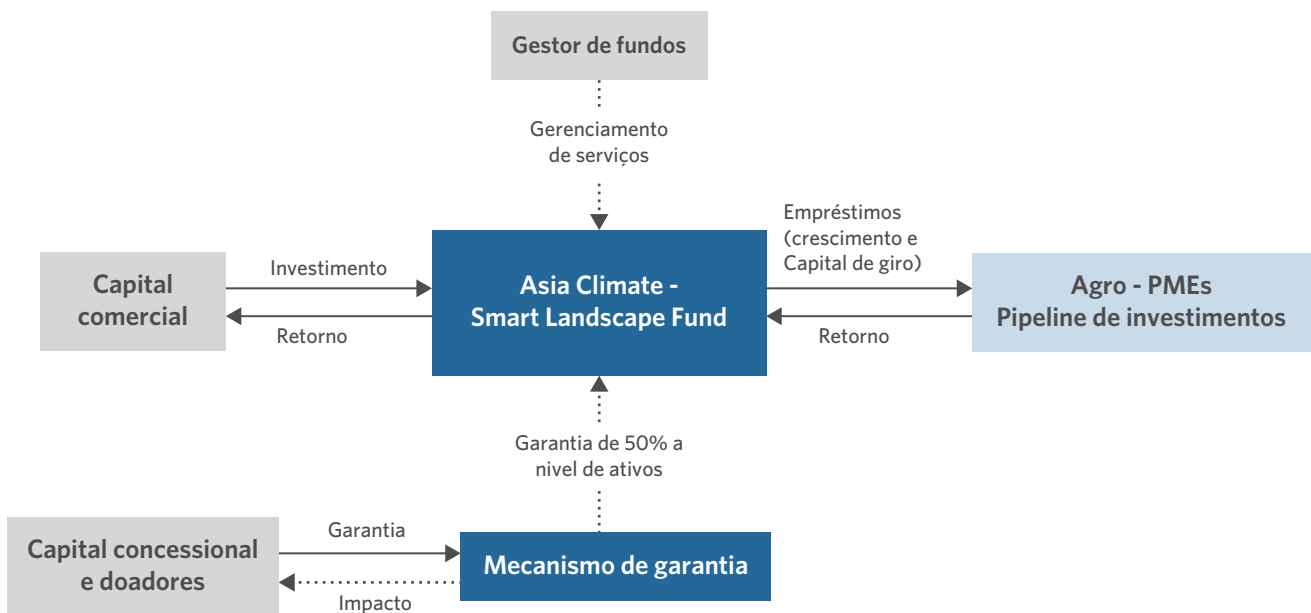 Gestor de fundos
Gerenciamento
de serviços
Empréstimos
(crescimento e
Capital de giro)
Investimento
Capital
comercial
Asia Climate -
Smart Landscape Fund
Agro - PMEs
Pipeline de investimentos
Retorno
Retorno
Garantia de 50% a
nivel de ativos
Garantia
Capital concessional
e doadores
Mecanismo de garantia
Impacto